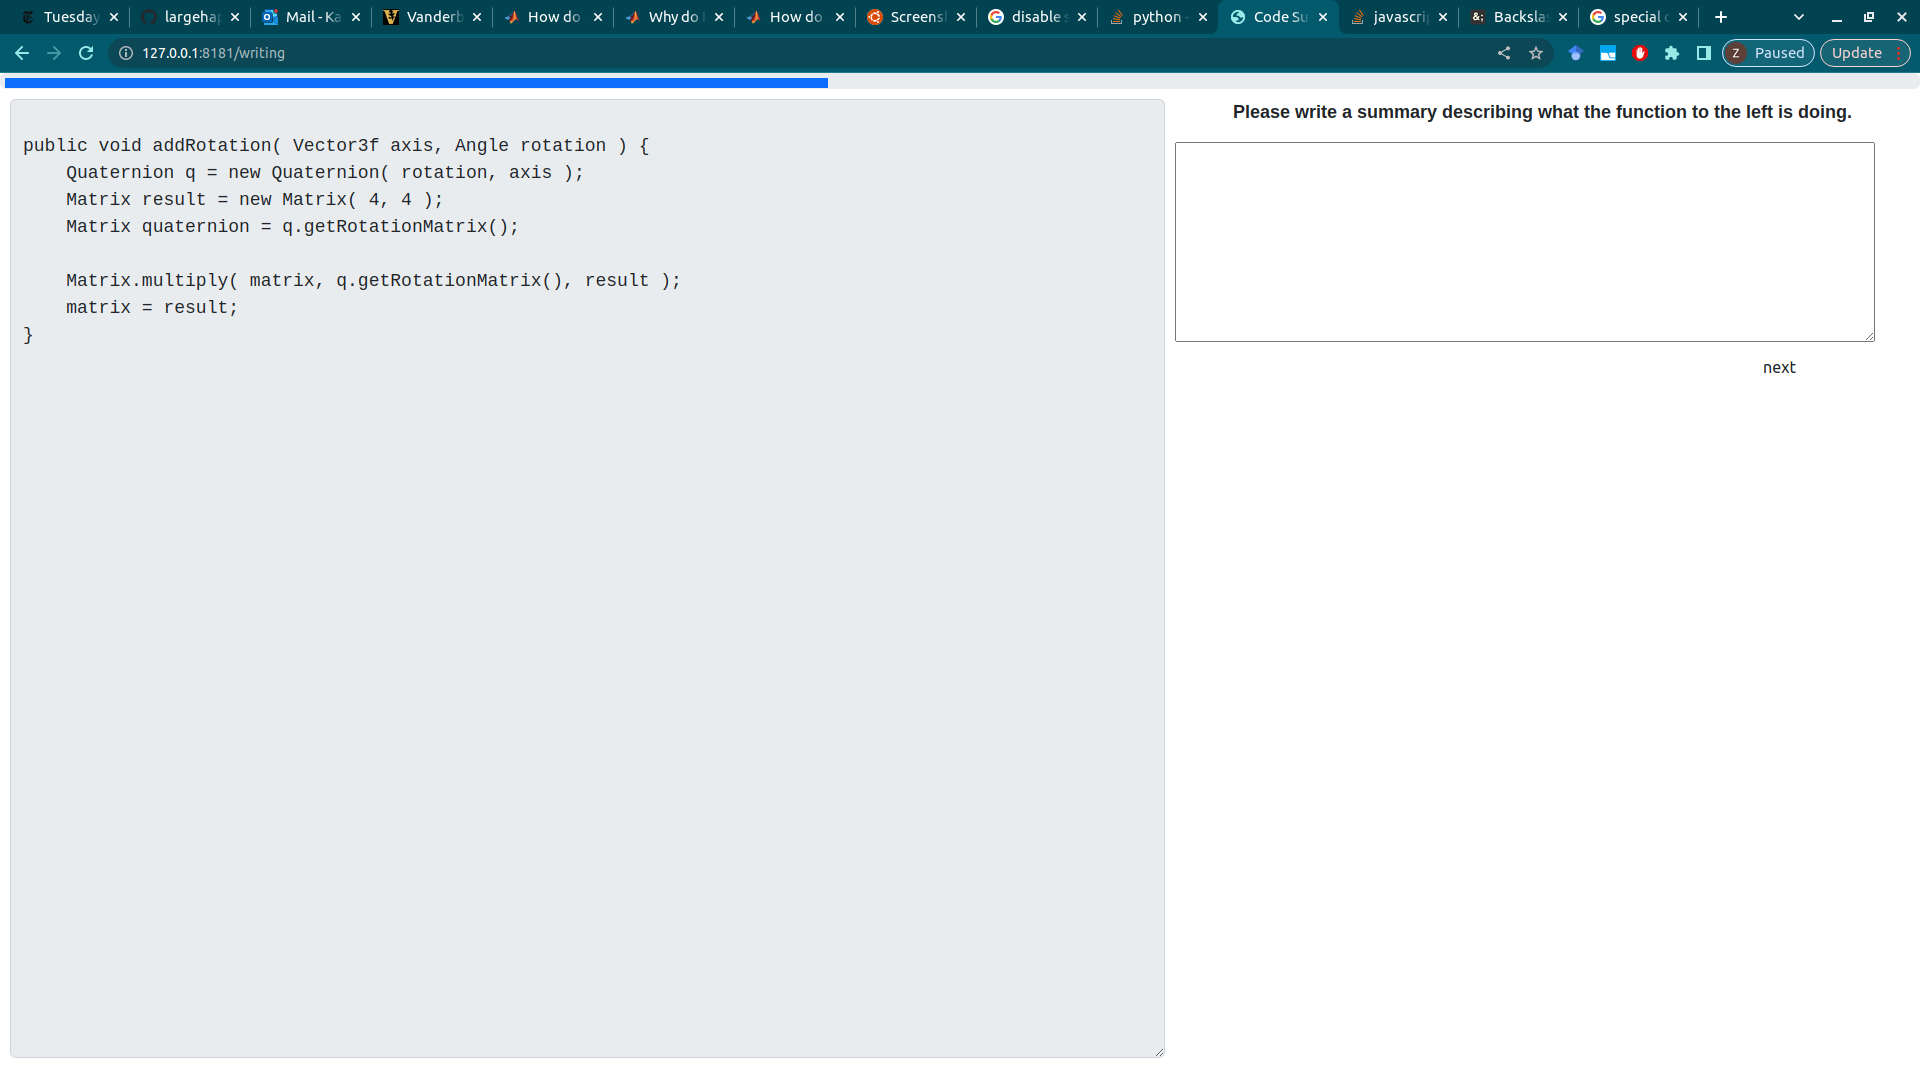 Tuesday largeha Mail - Ka Vanderb How do Why do How do Screens disable s python - Code Su javascri Backsla special c
127.0.0.1:8181/writing Z Paused Update
Please write a summary describing what the function to the left is doing.
public void addRotation( Vector3f axis, Angle rotation ) {
    Quaternion q = new Quaternion( rotation, axis );
    Matrix result = new Matrix( 4, 4 );
    Matrix quaternion = q.getRotationMatrix();
    Matrix.multiply( matrix, q.getRotationMatrix(), result );
    matrix = result;
}
next